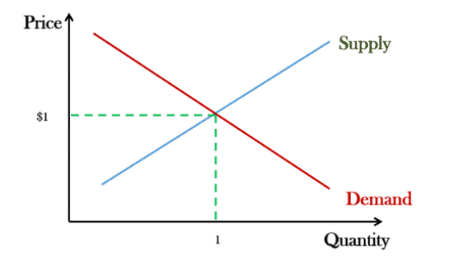 Price
Supply
$1
Demand
1
Quantity